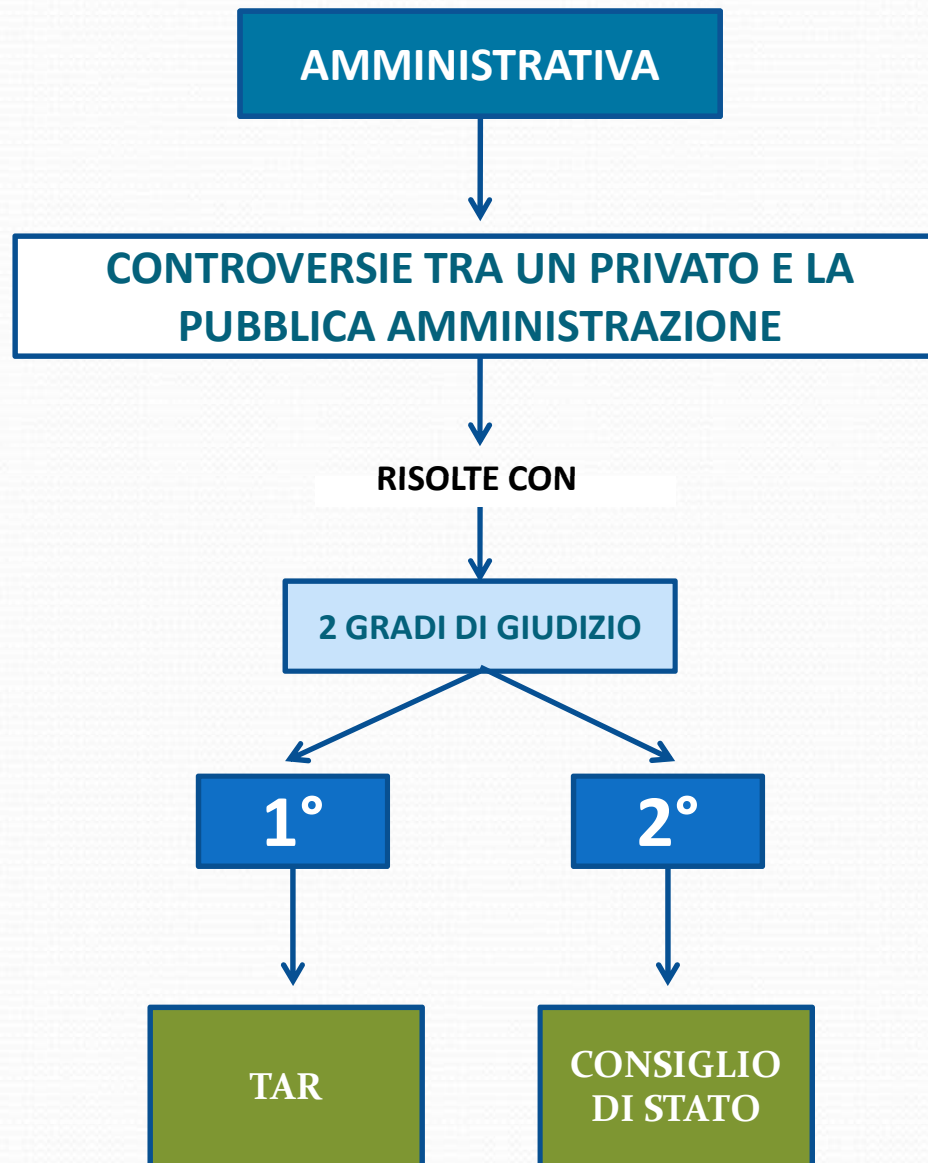 AMMINISTRATIVA
CONTROVERSIE TRA UN PRIVATO E LA
PUBBLICA AMMINISTRAZIONE
RISOLTE CON
2 GRADI DI GIUDIZIO
1°
2°
TAR
CONSIGLIO
DI STATO